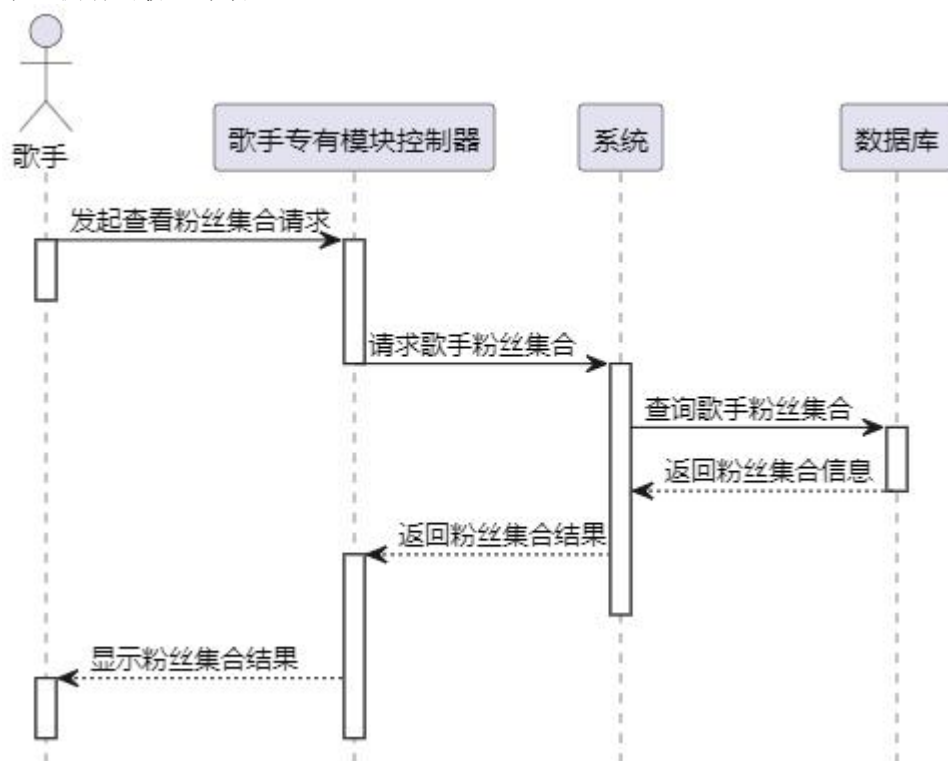 歌手
歌手专有模块控制器
系统
数据库
发起查看粉丝集合请求
请求歌手粉丝集合
查询歌手粉丝集合
返回粉丝集合信息
返回粉丝集合结果
显示粉丝集合结果